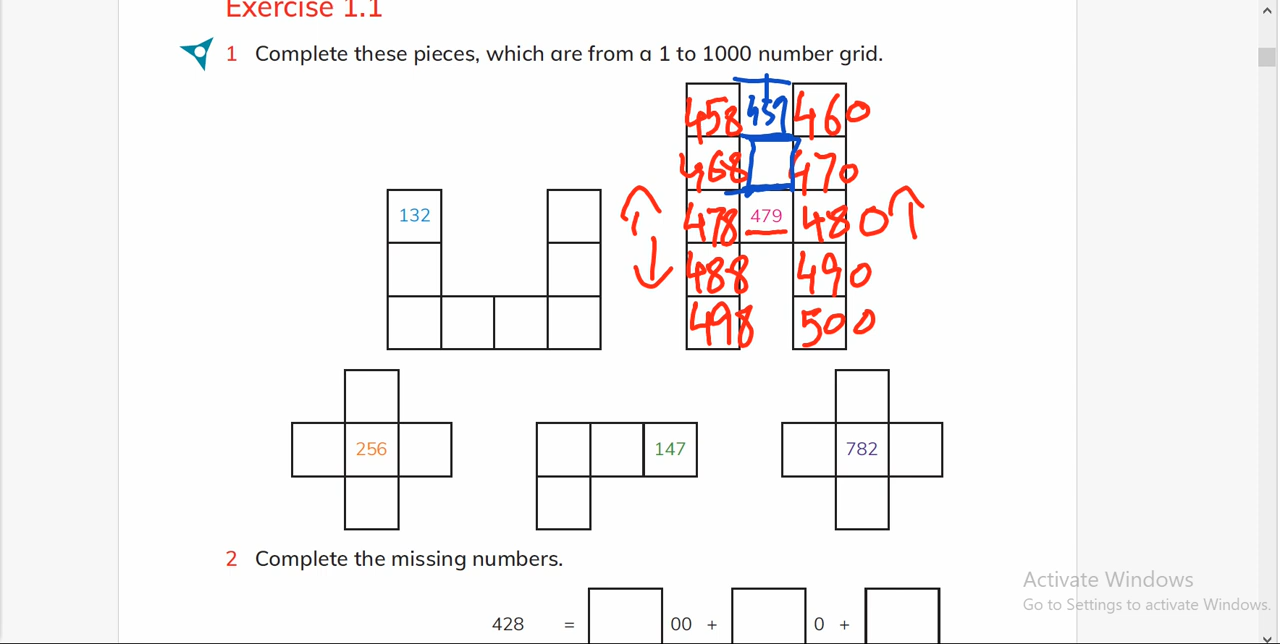 Exercise 1.1
1 Complete these pieces, which are from a 1 to 1000 number grid.
458 459 460
468 470
132
478 479 480
488 490
498 500
256 147 782
2 Complete the missing numbers.
428 = 00 + 0 +
Activate Windows
Go to Settings to activate Windows.